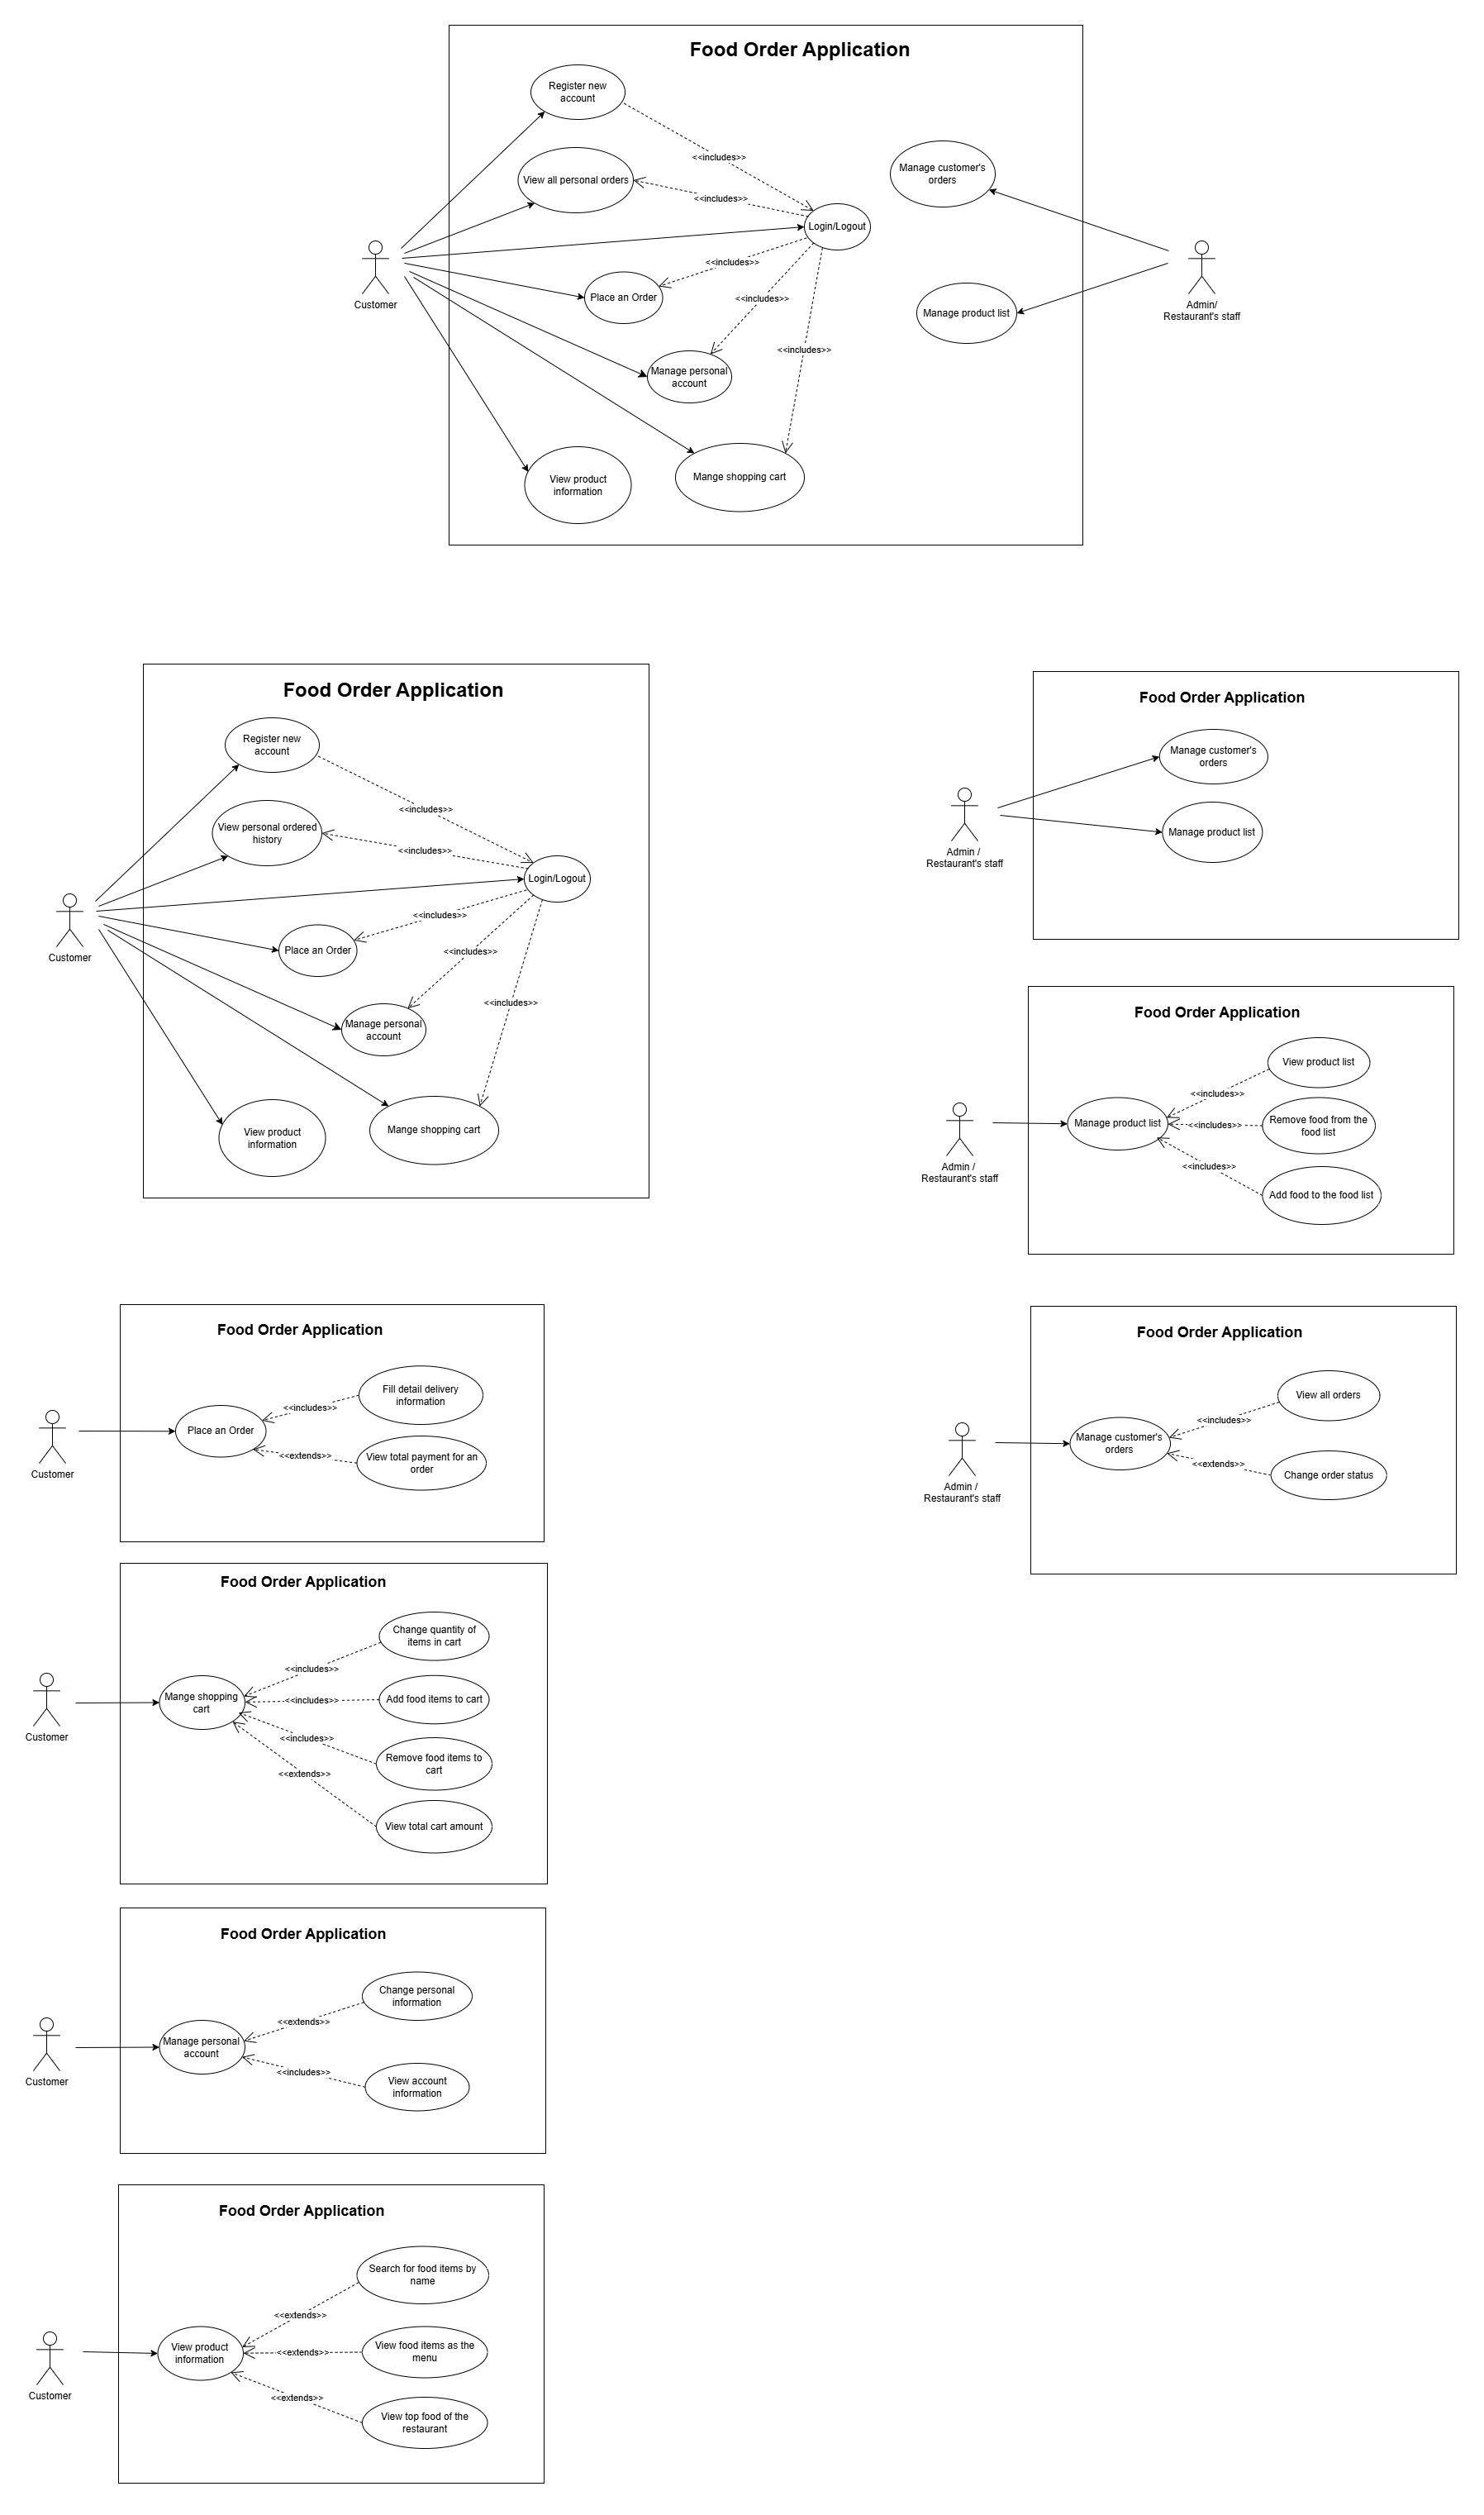 Food Order Application
Register new
account
<<includes>>
Manage customer's
orders
View all personal orders
<<includes>>
Login/Logout
Customer
<<includes>>
Place an Order
<<includes>>
Admin/
Restaurant's staff
Manage product list
<<includes>>
Manage personal
account
View product
information
Mange shopping cart
Food Order Application
Register new
account
<<includes>>
View personal ordered
history
<<includes>>
Login/Logout
Customer
<<includes>>
Place an Order
<<includes>>
<<includes>>
Manage personal
account
View product
information
Mange shopping cart
Food Order Application
Manage customer's
orders
Manage product list
Admin /
Restaurant's staff
Food Order Application
View product list
<<includes>>
Manage product list
<<includes>>
Remove food from the
food list
<<includes>>
Add food to the food list
Admin /
Restaurant's staff
Food Order Application
Fill detail delivery
information
<<includes>>
Place an Order
<<extends>>
View total payment for an
order
Customer
Food Order Application
View all orders
<<includes>>
Manage customer's
orders
<<extends>>
Change order status
Admin /
Restaurant's staff
Food Order Application
Change quantity of
items in cart
<<includes>>
Mange shopping
cart
<<includes>>
Add food items to cart
<<includes>>
Remove food items to
cart
<<extends>>
View total cart amount
Customer
Food Order Application
Change personal
information
<<extends>>
Manage personal
account
<<includes>>
View account
information
Customer
Food Order Application
Search for food items by
name
<<extends>>
View product
information
<<extends>>
View food items as the
menu
<<extends>>
View top food of the
restaurant
Customer